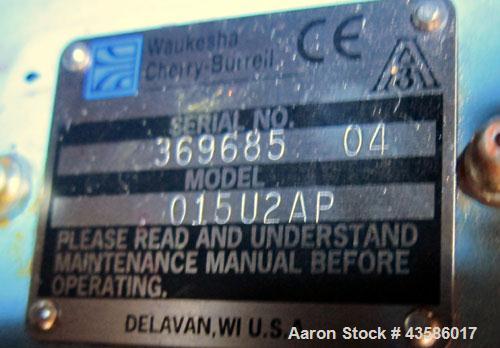 Waukesha
Cherry-Burrell
CE
A
3
SERIAL NO.
369685 04
MODEL
015U2AP
PLEASE READ AND UNDERSTAND
MAINTENANCE MANUAL BEFORE
OPERATING.
DELAVAN, WI U.S.A.
Aaron Stock # 43586017